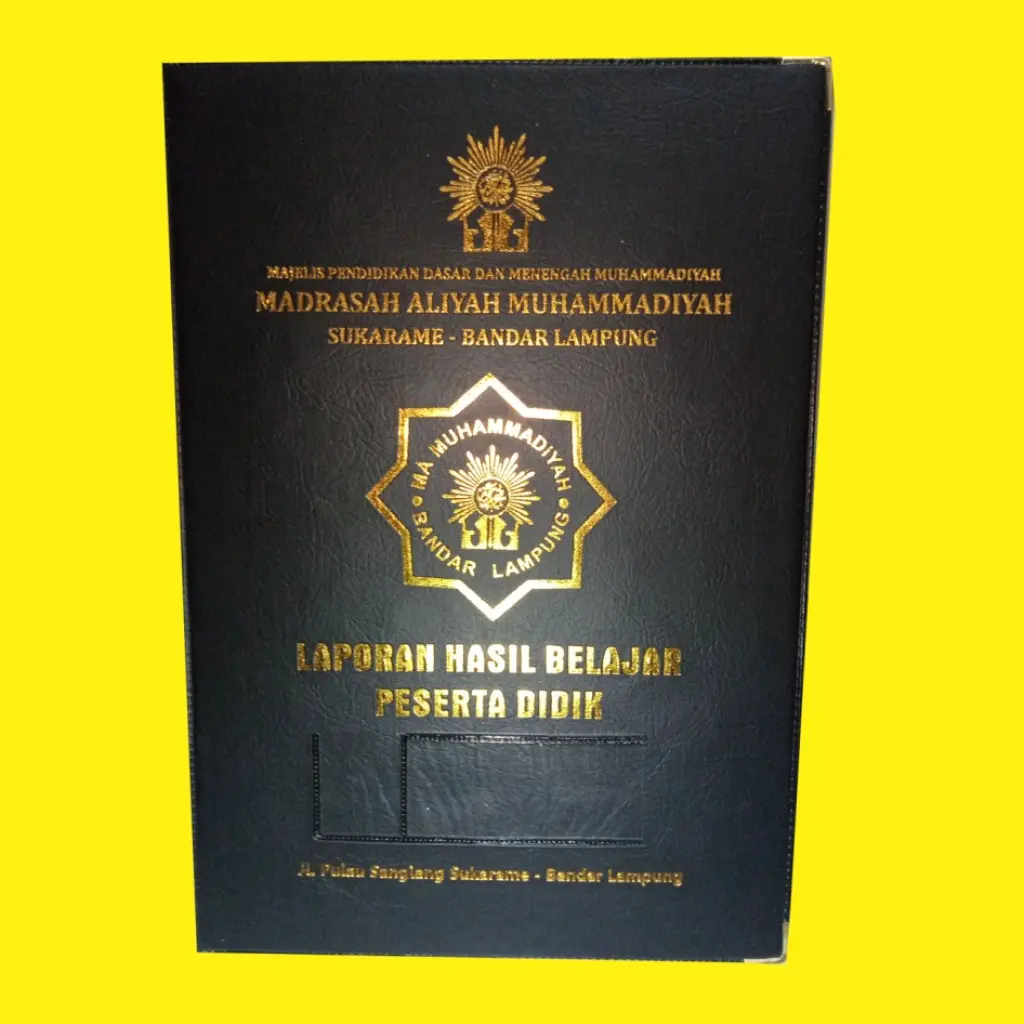 MAJELIS PENDIDIKAN DASAR DAN MENENGAH MUHAMMADIYAH
MADRASAH ALIYAH MUHAMMADIYAH
SUKARAME - BANDAR LAMPUNG
MA MUHAMMADIYAH
BANDAR LAMPUNG
LAPORAN HASIL BELAJAR
PESERTA DIDIK
Jl. Pulau Sangiang Sukarame - Bandar Lampung